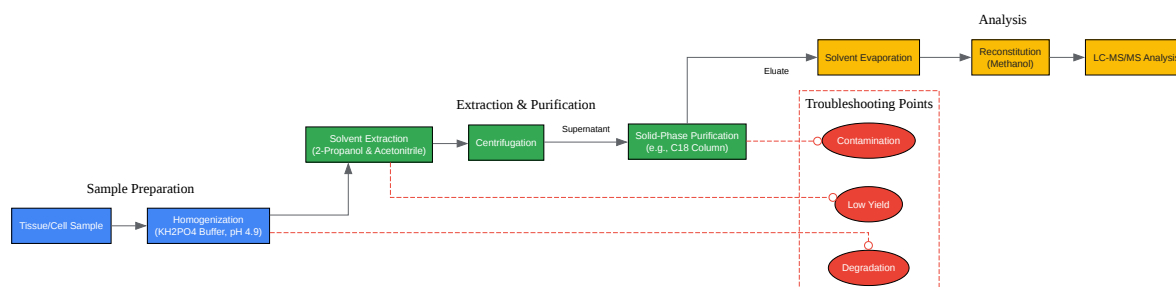 Analysis
Solvent Evaporation
Reconstitution
(Methanol)
LC-MS/MS Analysis
Eluate
Extraction & Purification
Troubleshooting Points
Solvent Extraction
(2-Propanol & Acetonitrile)
Centrifugation
Supernatant
Solid-Phase Purification
(e.g., C18 Column)
Contamination
Sample Preparation
Low Yield
Tissue/Cell Sample
Homogenization
(KH2PO4 Buffer, pH 4.9)
Degradation